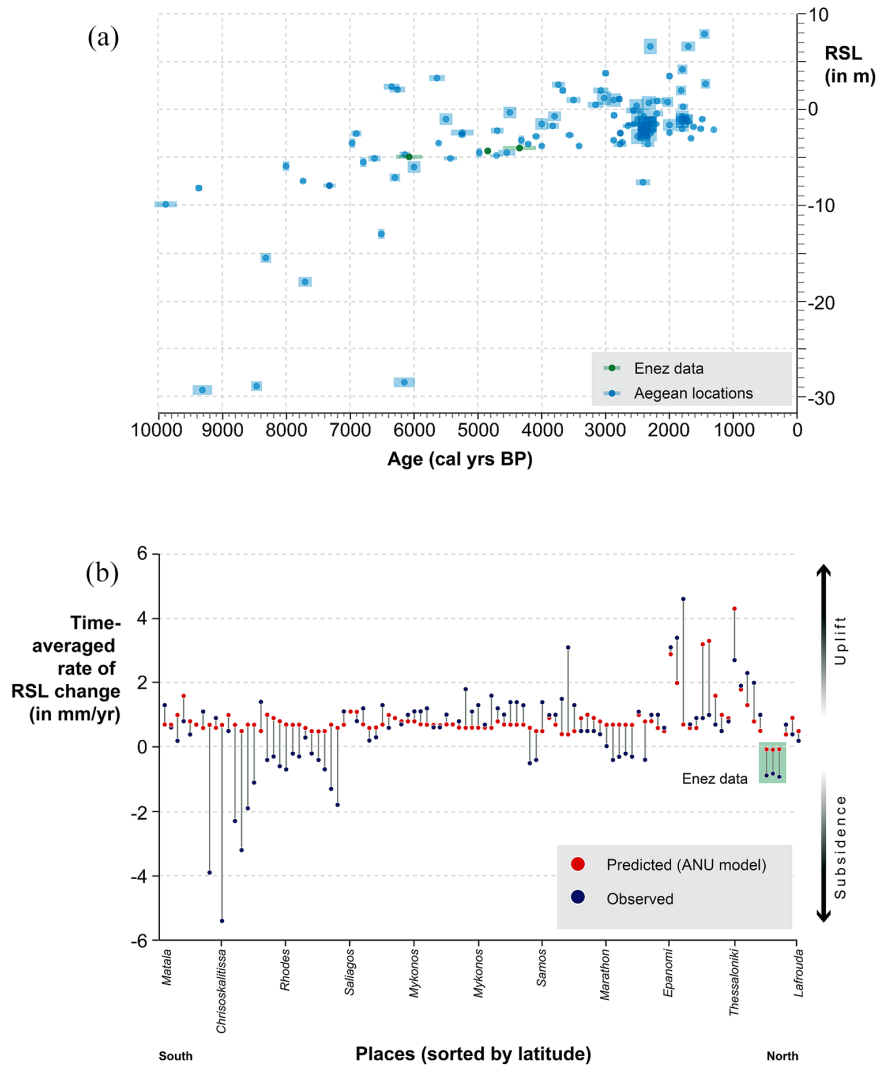 (a)
10
0
-10
-20
-30
RSL
(in m)
Enez data
Aegean locations
10000 9000 8000 7000 6000 5000 4000 3000 2000 1000 0
Age (cal yrs BP)
(b)
6
4
2
0
-2
-4
-6
Time-
averaged
rate of
RSL change
(in mm/yr)
Uplift
Subsidence
Enez data
Predicted (ANU model)
Observed
Matala
Chrisoskalitissa
Rhodes
Saliagos
Mykonos
Mykonos
Samos
Marathon
Epanomi
Thessaloniki
Lafrouda
South
Places (sorted by latitude)
North